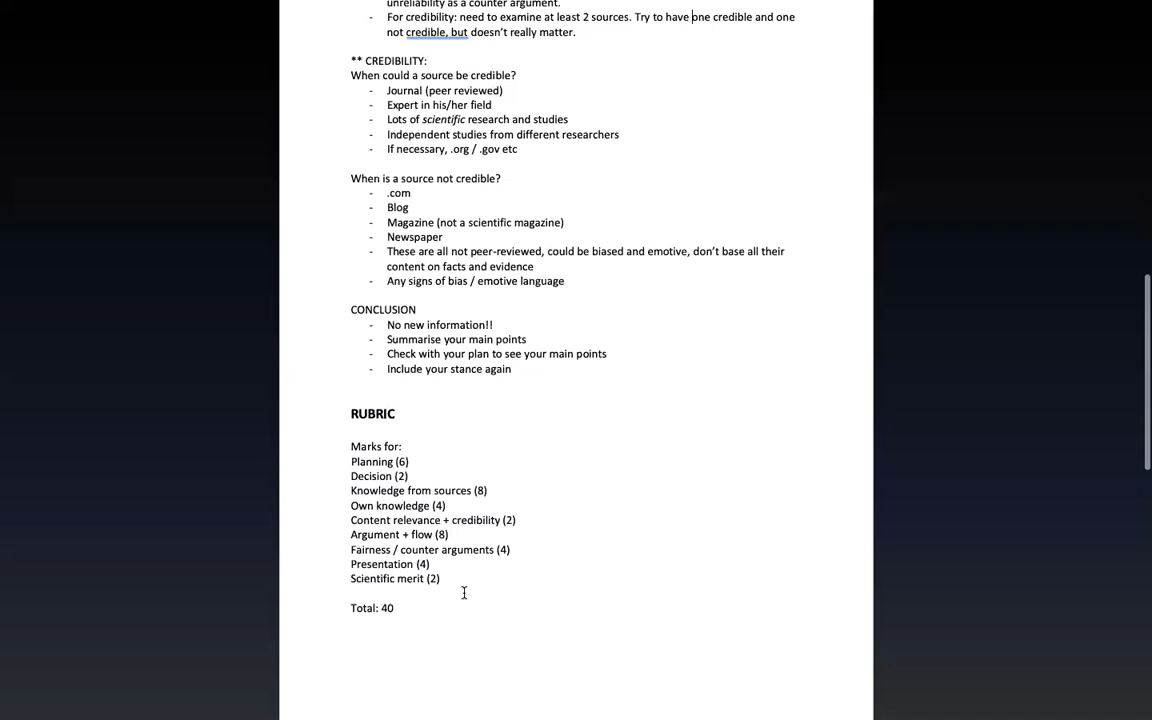 unreliability as a counter argument.
- For credibility: need to examine at least 2 sources. Try to have one credible and one
not credible, but doesn't really matter.
** CREDIBILITY:
When could a source be credible?
- Journal (peer reviewed)
- Expert in his/her field
- Lots of scientific research and studies
- Independent studies from different researchers
- If necessary, .org / .gov etc
When is a source not credible?
- .com
- Blog
- Magazine (not a scientific magazine)
- Newspaper
- These are all not peer-reviewed, could be biased and emotive, don't base all their
content on facts and evidence
- Any signs of bias / emotive language
CONCLUSION
- No new information!!
- Summarise your main points
- Check with your plan to see your main points
- Include your stance again
RUBRIC
Marks for:
Planning (6)
Decision (2)
Knowledge from sources (8)
Own knowledge (4)
Content relevance + credibility (2)
Argument + flow (8)
Fairness / counter arguments (4)
Presentation (4)
Scientific merit (2)
Total: 40